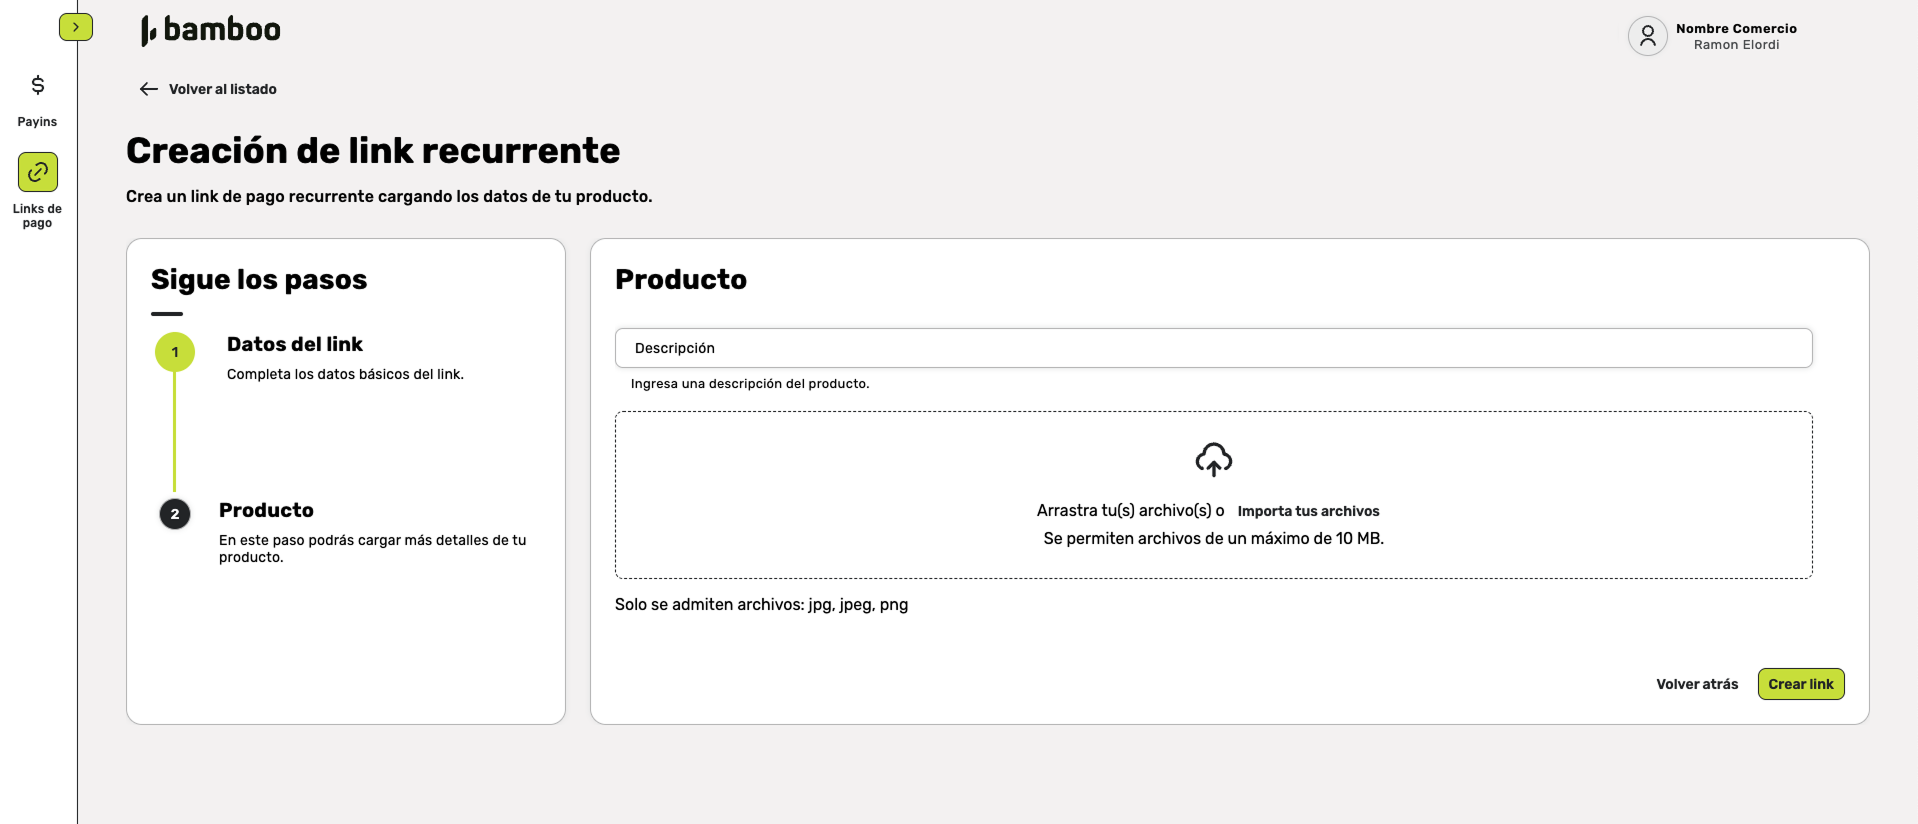 bamboo
Nombre Comercio
Ramon Elordi
$
Payins
Links de
pago
Volver al listado
Creación de link recurrente
Crea un link de pago recurrente cargando los datos de tu producto.
Sigue los pasos
1
Datos del link
Completa los datos básicos del link.
2
Producto
En este paso podrás cargar más detalles de tu
producto.
Producto
Descripción
Ingresa una descripción del producto.
Arrastra tu(s) archivo(s) o Importa tus archivos
Se permiten archivos de un máximo de 10 MB.
Solo se admiten archivos: jpg, jpeg, png
Volver atrás
Crear link